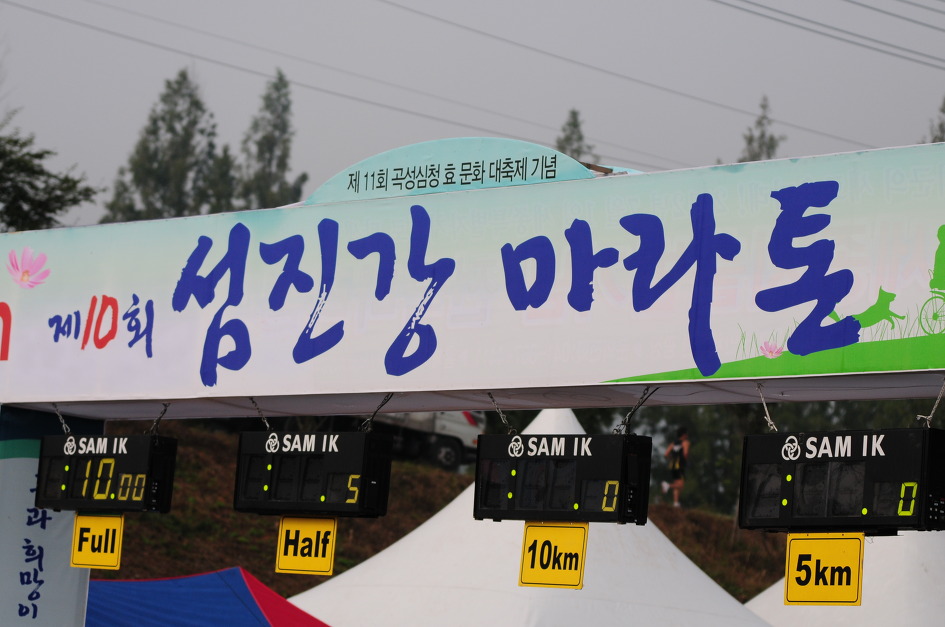 제 11회 곡성심청 효 문화 대축제 기념
제10회 섬진강 마라톤
SAM IK
10.00
Full
SAM IK
5
Half
SAM IK
0
10km
SAM IK
0
5km
희망이